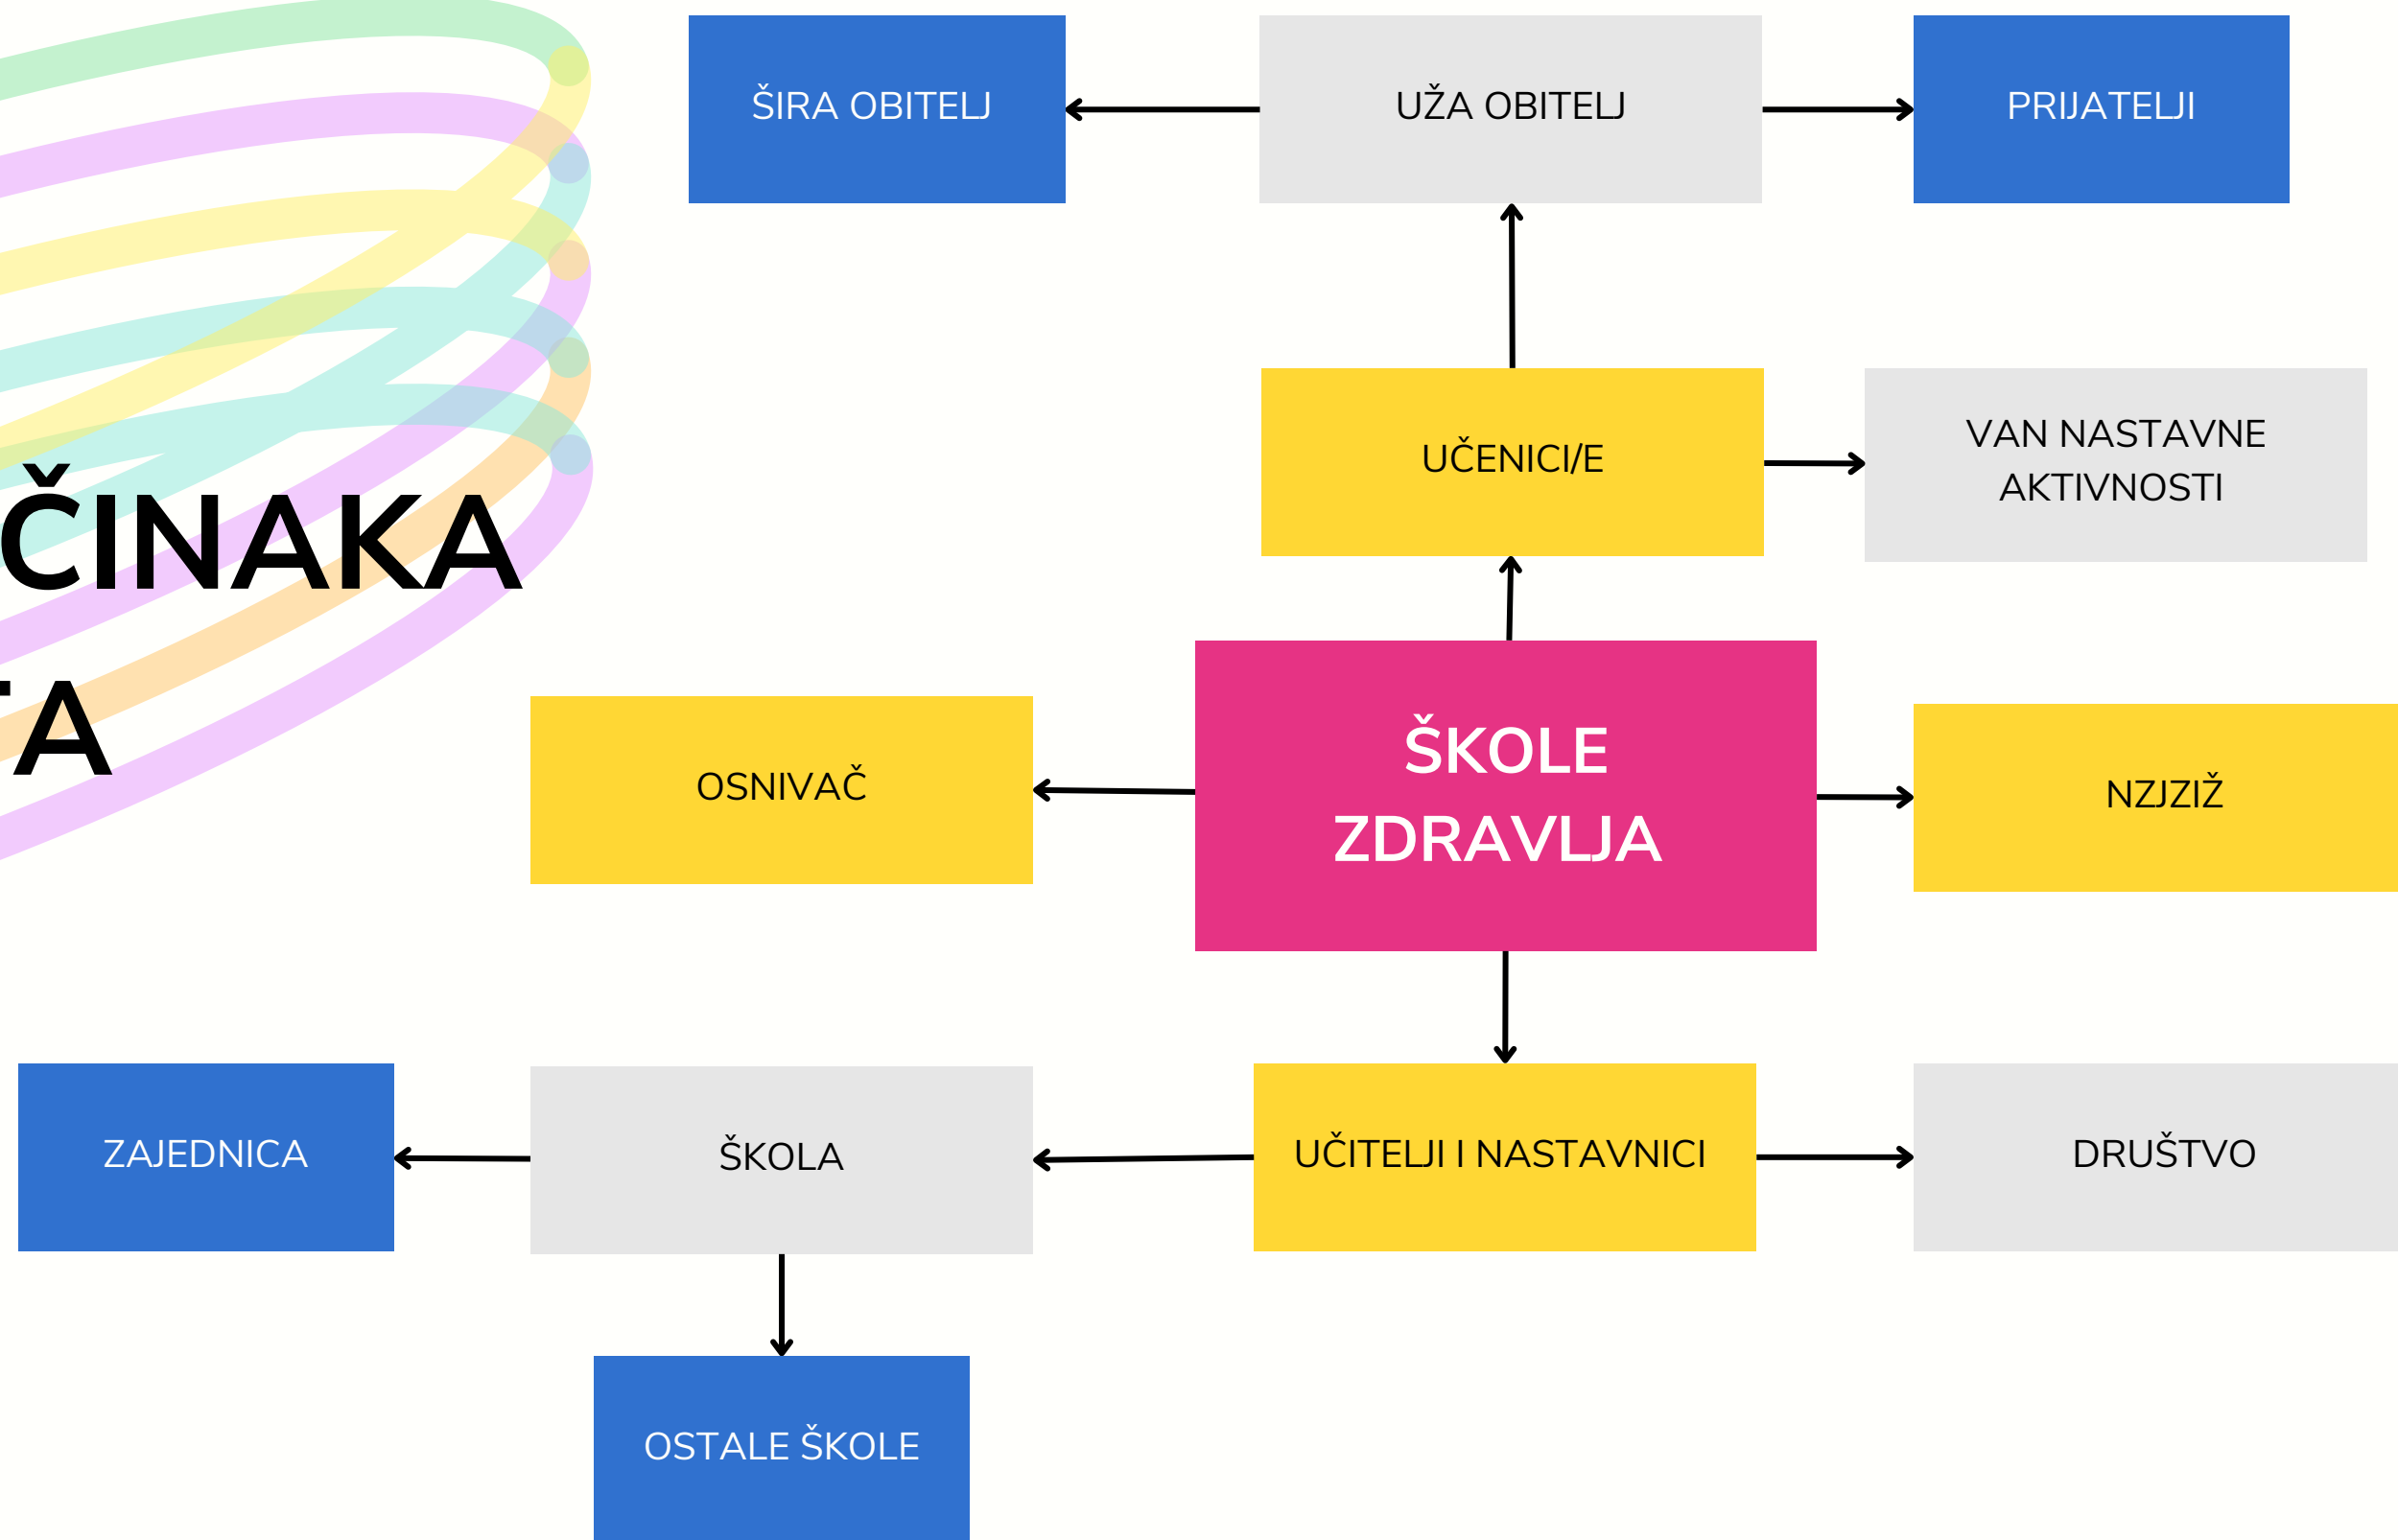 ŠIRA OBITELJ
UŽA OBITELJ
PRIJATELJI
UČENICI/E
VAN NASTAVNE
AKTIVNOSTI
ČINAKA
TA
ŠKOLE
ZDRAVLJA
OSNIVAČ
NZJZIŽ
ZAJEDNICA
ŠKOLA
UČITELJI I NASTAVNICI
DRUŠTVO
OSTALE ŠKOLE